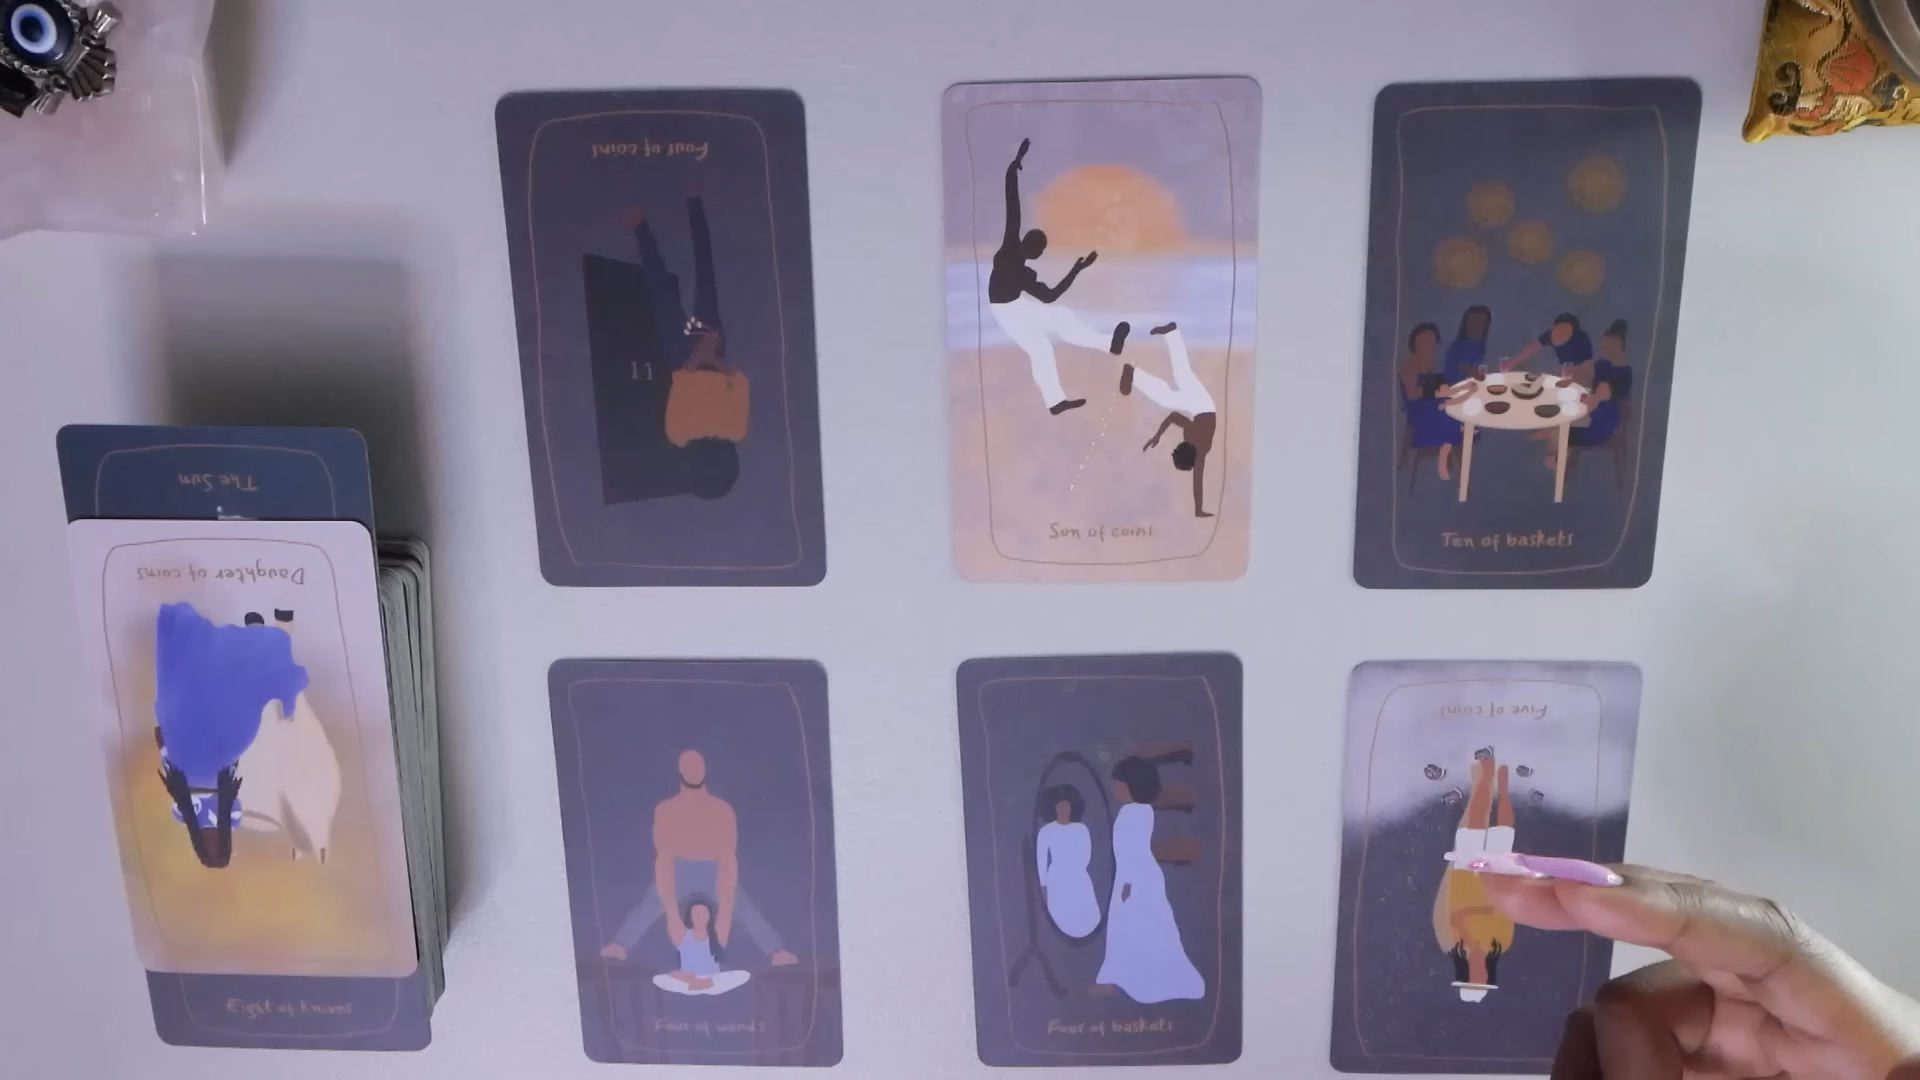 Four of coins
Son of coins
Ten of baskets
The Sun
Daughter of coins
Eight of knives
Four of wands
Four of baskets
Five of coins
11